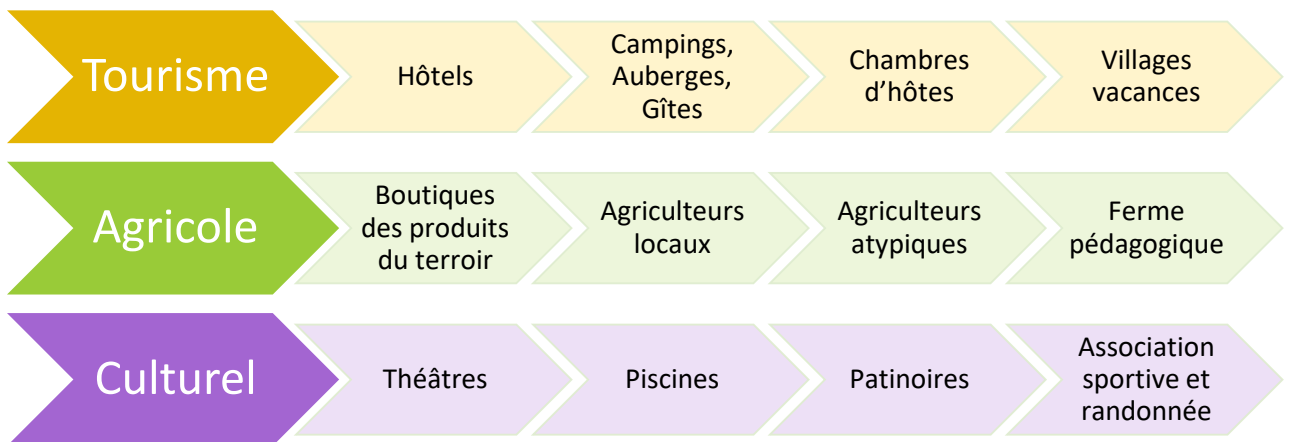 Tourisme
Hôtels
Campings,
Auberges,
Gîtes
Chambres
d’hôtes
Villages
vacances
Agricole
Boutiques
des produits
du terroir
Agriculteurs
locaux
Agriculteurs
atypiques
Ferme
pédagogique
Culturel
Théâtres
Piscines
Patinoires
Association
sportive et
randonnée